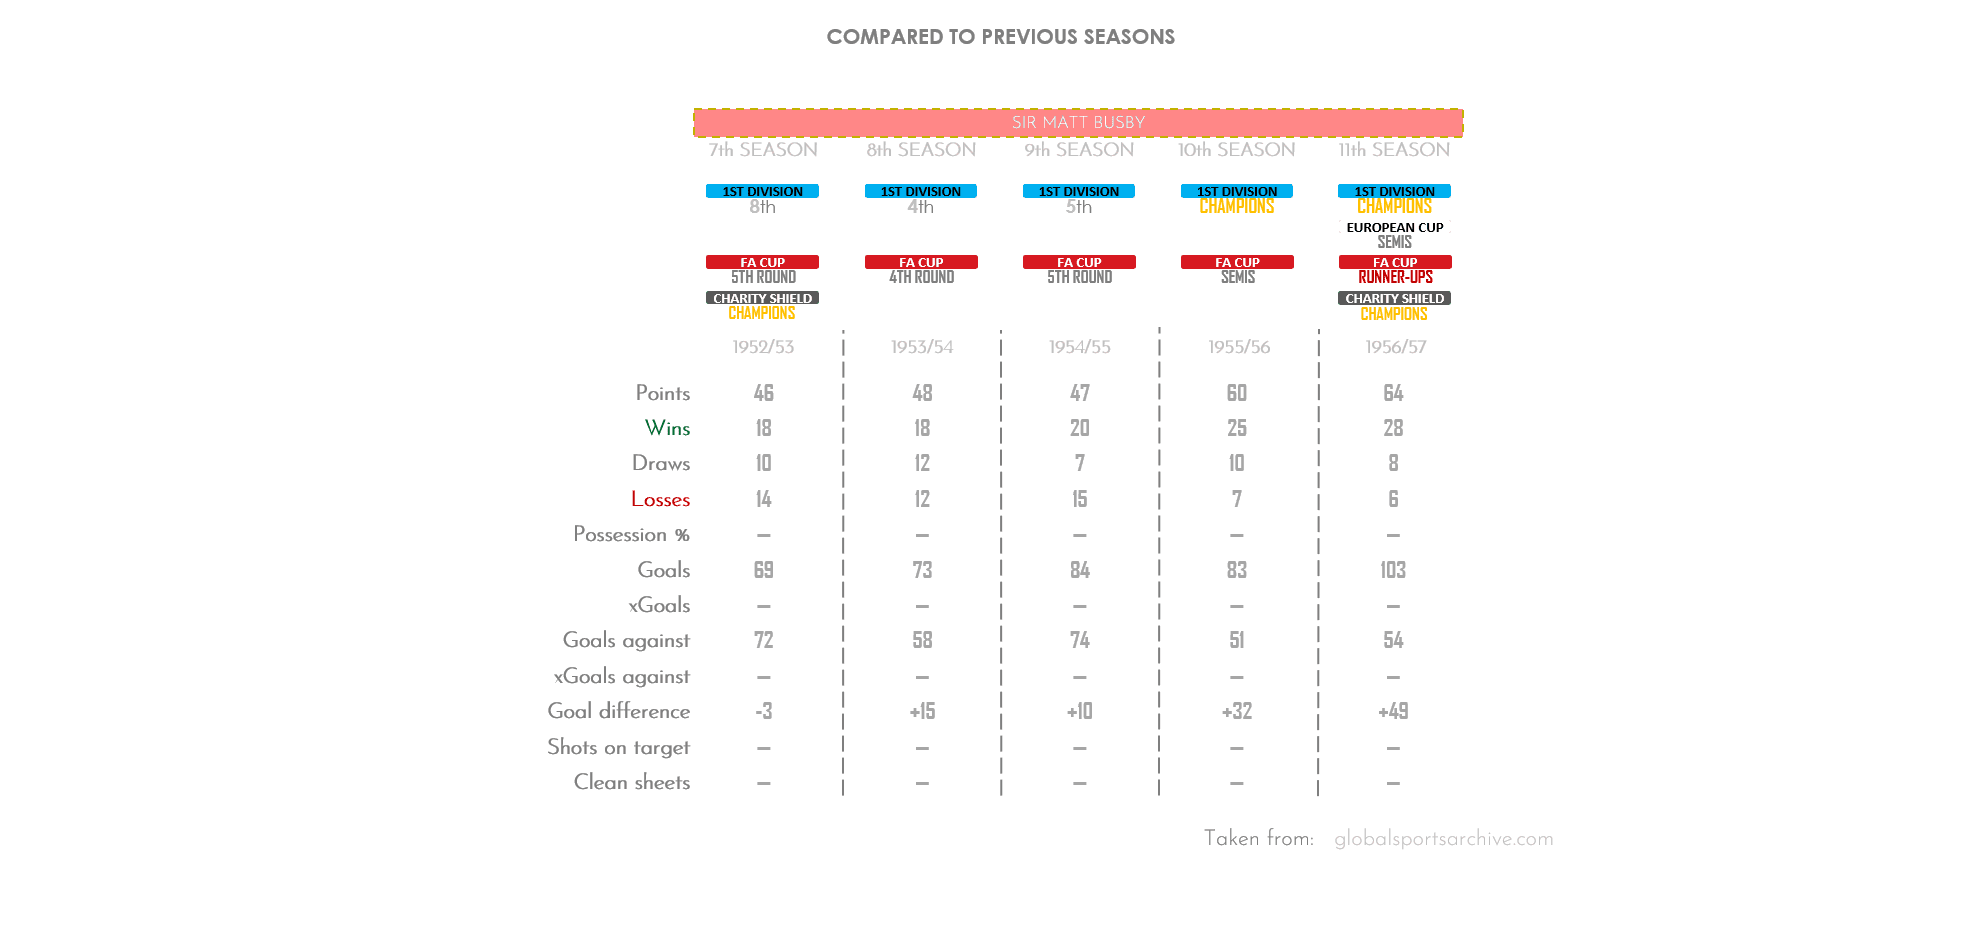 COMPARED TO PREVIOUS SEASONS
SIR MATT BUSBY
7th SEASON 8th SEASON 9th SEASON 10th SEASON 11th SEASON
1ST DIVISION 1ST DIVISION 1ST DIVISION 1ST DIVISION 1ST DIVISION
8th 4th 5th CHAMPIONS CHAMPIONS
EUROPEAN CUP
SEMIS
FA CUP FA CUP FA CUP FA CUP FA CUP
5TH ROUND 4TH ROUND 5TH ROUND SEMIS RUNNER-UPS
CHARITY SHIELD CHARITY SHIELD
CHAMPIONS CHAMPIONS
1952/53 1953/54 1954/55 1955/56 1956/57
Points 46 48 47 60 64
Wins 18 18 20 25 28
Draws 10 12 7 10 8
Losses 14 12 15 7 6
Possession % – – – – –
Goals 69 73 84 83 103
xGoals – – – – –
Goals against 72 58 74 51 54
xGoals against – – – – –
Goal difference -3 +15 +10 +32 +49
Shots on target – – – – –
Clean sheets – – – – –
Taken from: globalsportsarchive.com